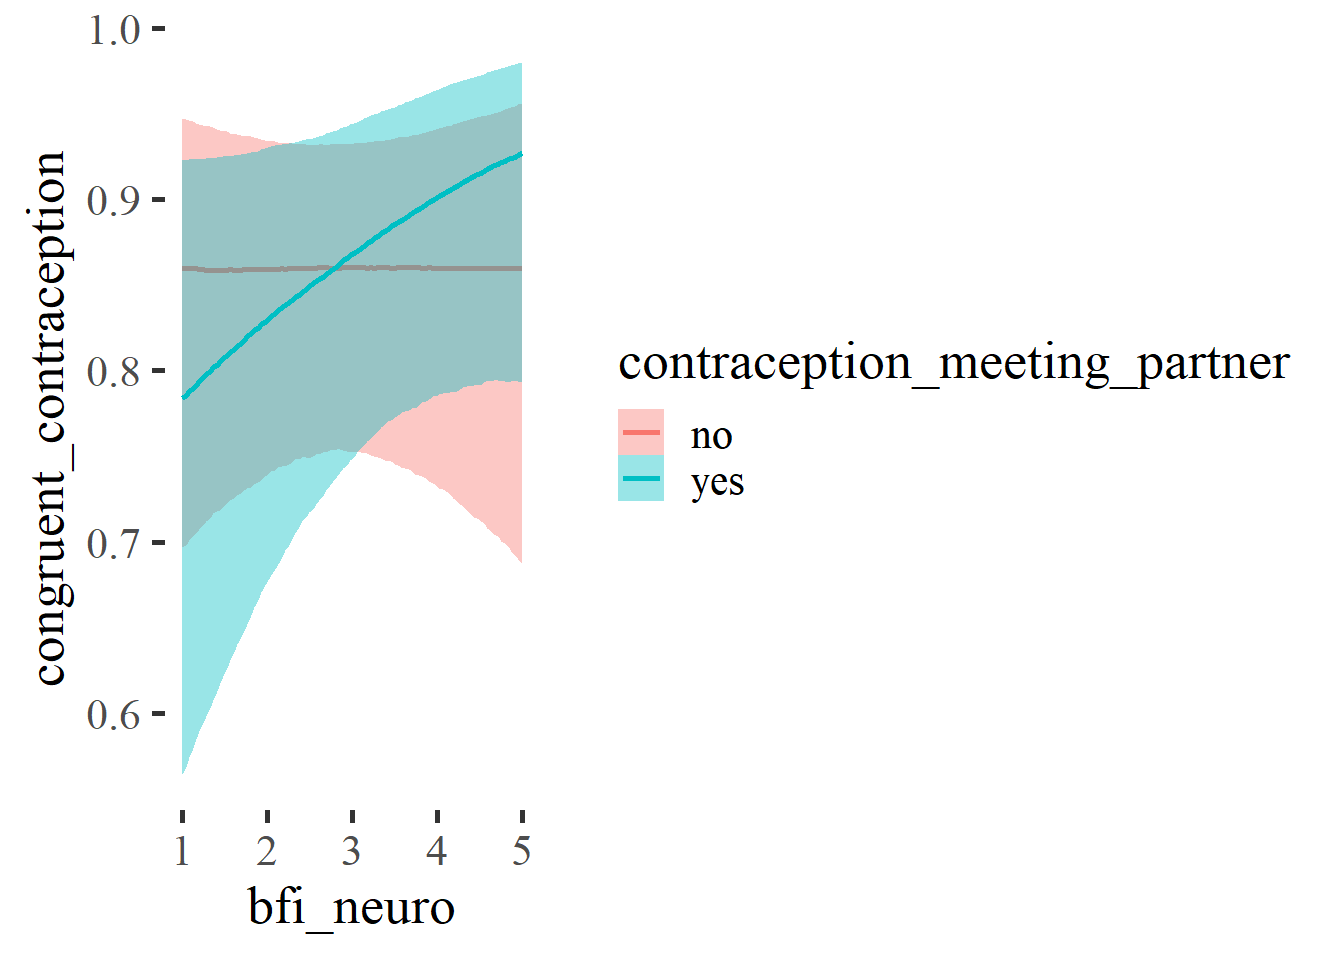 1.0
0.9
0.8
0.7
0.6
congruent_contraception
1 2 3 4 5
bfi_neuro
contraception_meeting_partner
no
yes